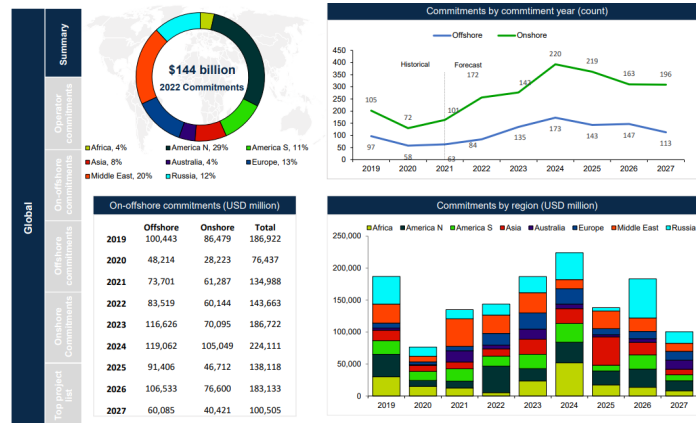 Global
Summary
Operator commitments
On-offshore commitments
Offshore commitments
Onshore Commitments
Top project list
$144 billion
2022 Commitments
Africa, 4%
America N, 29%
America S, 11%
Asia, 8%
Australia, 4%
Europe, 13%
Middle East, 20%
Russia, 12%
Commitments by commtiment year (count)
Offshore
Onshore
Historical
Forecast
450
400
350
300
250
200
150
100
50
0
105
72
101
172
142
220
219
163
196
97
58
63
84
135
173
143
147
113
2019 2020 2021 2022 2023 2024 2025 2026 2027
On-offshore commitments (USD million)
Offshore Onshore Total
2019 100,443 86,479 186,922
2020 48,214 28,223 76,437
2021 73,701 61,287 134,988
2022 83,519 60,144 143,663
2023 116,626 70,095 186,722
2024 119,062 105,049 224,111
2025 91,406 46,712 138,118
2026 106,533 76,600 183,133
2027 60,085 40,421 100,505
Commitments by region (USD million)
Africa America N America S Asia Australia Europe Middle East Russia
250,000
200,000
150,000
100,000
50,000
0
2019 2020 2021 2022 2023 2024 2025 2026 2027